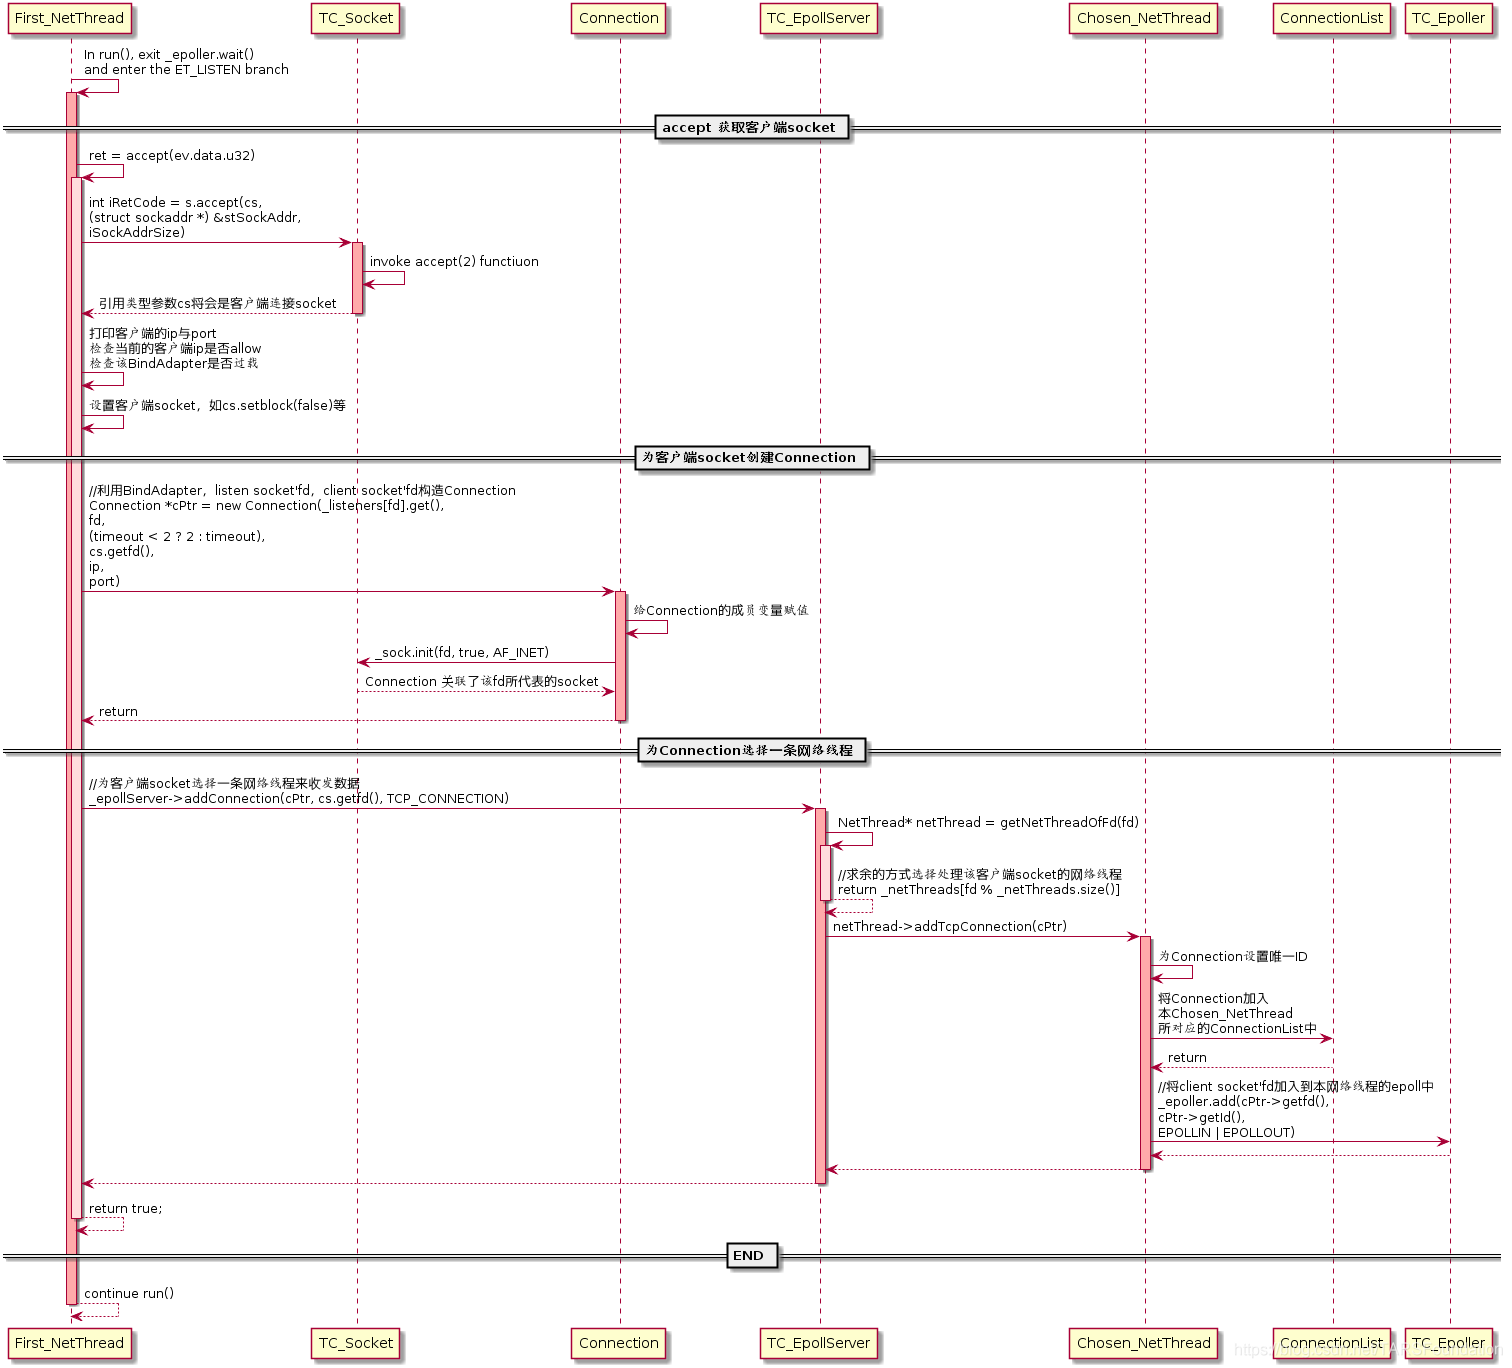 First_NetThread TC_Socket Connection TC_EpollServer Chosen_NetThread ConnectionList TC_Epoller
In run(), exit _epoller.wait()
and enter the ET_LISTEN branch
accept 获取客户端socket
ret = accept(ev.data.u32)
int iRetCode = s.accept(cs,
(struct sockaddr *) &stSockAddr,
iSockAddrSize)
invoke accept(2) functiuon
引用类型参数cs将会是客户端连接socket
打印客户端的ip与port
检查当前的客户端ip是否allow
检查该BindAdapter是否过载
设置客户端socket，如cs.setblock(false)等
为客户端socket创建Connection
//利用BindAdapter，listen socket'fd，client socket'fd构造Connection
Connection *cPtr = new Connection(_listeners[fd].get(),
fd,
(timeout < 2 ? 2 : timeout),
cs.getfd(),
ip,
port)
给Connection的成员变量赋值
_sock.init(fd, true, AF_INET)
Connection 关联了该fd所代表的socket
return
为Connection选择一条网络线程
//为客户端socket选择一条网络线程来收发数据
_epollServer->addConnection(cPtr, cs.getfd(), TCP_CONNECTION)
NetThread* netThread = getNetThreadOfFd(fd)
//求余的方式选择处理该客户端socket的网络线程
return _netThreads[fd % _netThreads.size()]
netThread->addTcpConnection(cPtr)
为Connection设置唯一ID
将Connection加入
本Chosen_NetThread
所对应的ConnectionList中
return
//将client socket'fd加入到本网络线程的epoll中
_epoller.add(cPtr->getfd(),
cPtr->getId(),
EPOLLIN | EPOLLOUT)
return true;
END
continue run()
First_NetThread TC_Socket Connection TC_EpollServer Chosen_NetThread ConnectionList TC_Epoller